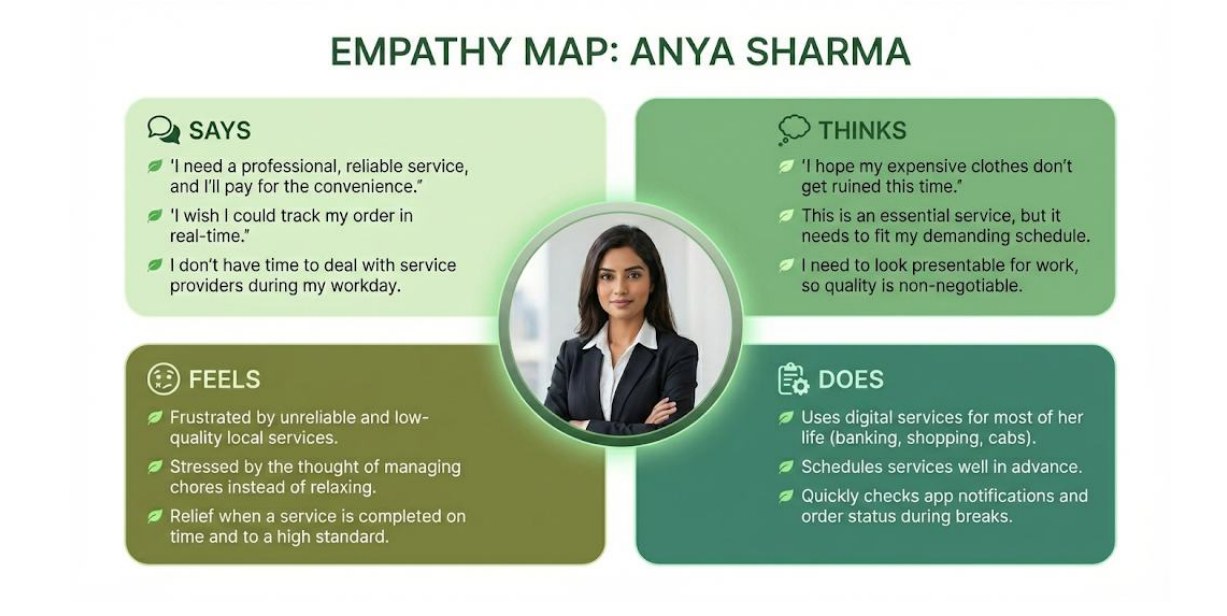 EMPATHY MAP: ANYA SHARMA
SAYS
'I need a professional, reliable service,
and I'll pay for the convenience."
'I wish I could track my order in
real-time."
I don't have time to deal with service
providers during my workday.
THINKS
'I hope my expensive clothes don't
get ruined this time."
This is an essential service, but it
needs to fit my demanding schedule.
I need to look presentable for work,
so quality is non-negotiable.
FEELS
Frustrated by unreliable and low-
quality local services.
Stressed by the thought of managing
chores instead of relaxing.
Relief when a service is completed on
time and to a high standard.
DOES
Uses digital services for most of her
life (banking, shopping, cabs).
Schedules services well in advance.
Quickly checks app notifications and
order status during breaks.